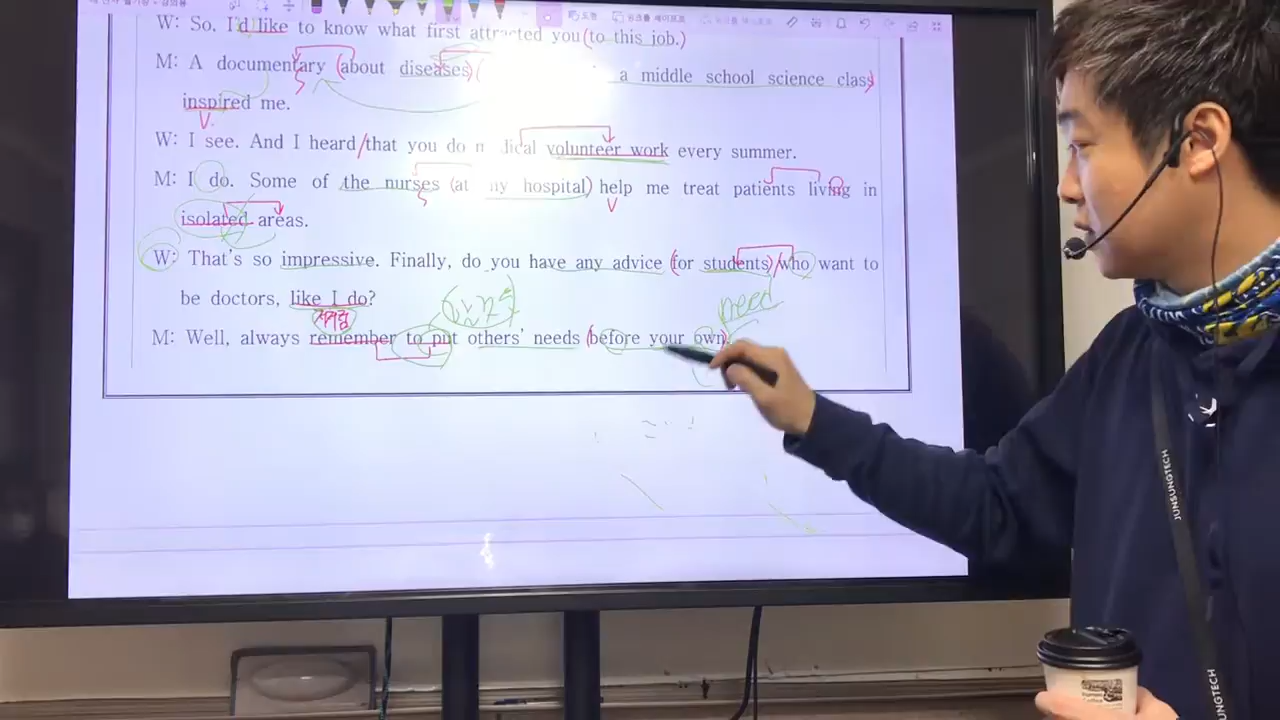 W: So, I'd like to know what first attracted you (to this job.)
M: A documentary (about diseases) ( a middle school science class)
inspired me.
V
W: I see. And I heard/that you do dical volunteer work every summer.
M: I do. Some of the nurses (at my hospital) help me treat patients living in
V
isolated areas.
W: That's so impressive. Finally, do you have any advice (for students)/who want to
be doctors, like I do?
처럼
need
M: Well, always remember to put others' needs (before your own).
JUNSUNGTECH
UNGTECH